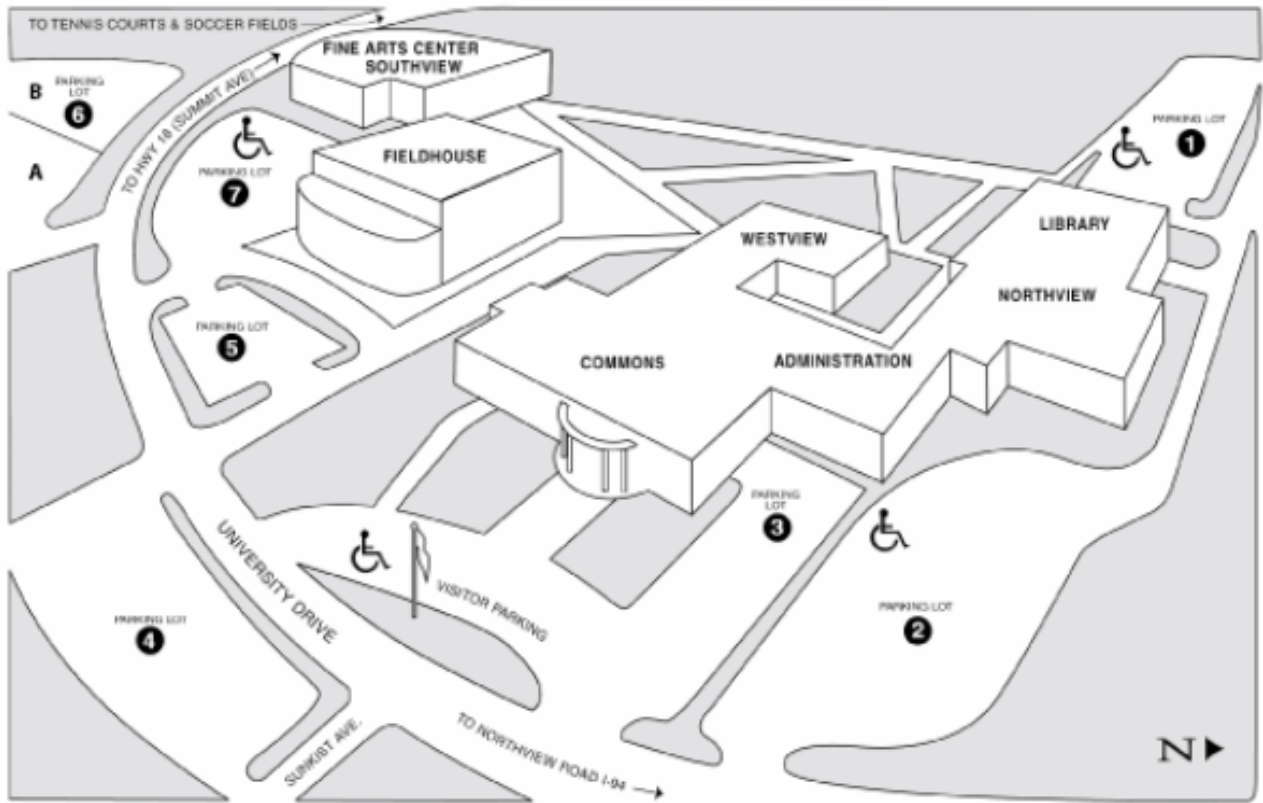 TO TENNIS COURTS & SOCCER FIELDS
FINE ARTS CENTER
SOUTHVIEW
B
PARKING
LOT
6
A
TO HWY 16 (SUMMIT AVE)
PARKING LOT
7
FIELDHOUSE
PARKING LOT
1
LIBRARY
WESTVIEW
NORTHVIEW
PARKING LOT
5
COMMONS
ADMINISTRATION
PARKING
LOT
3
UNIVERSITY DRIVE
VISITOR PARKING
PARKING LOT
2
PARKING LOT
4
SUNKIST AVE.
TO NORTHVIEW ROAD I-94
N